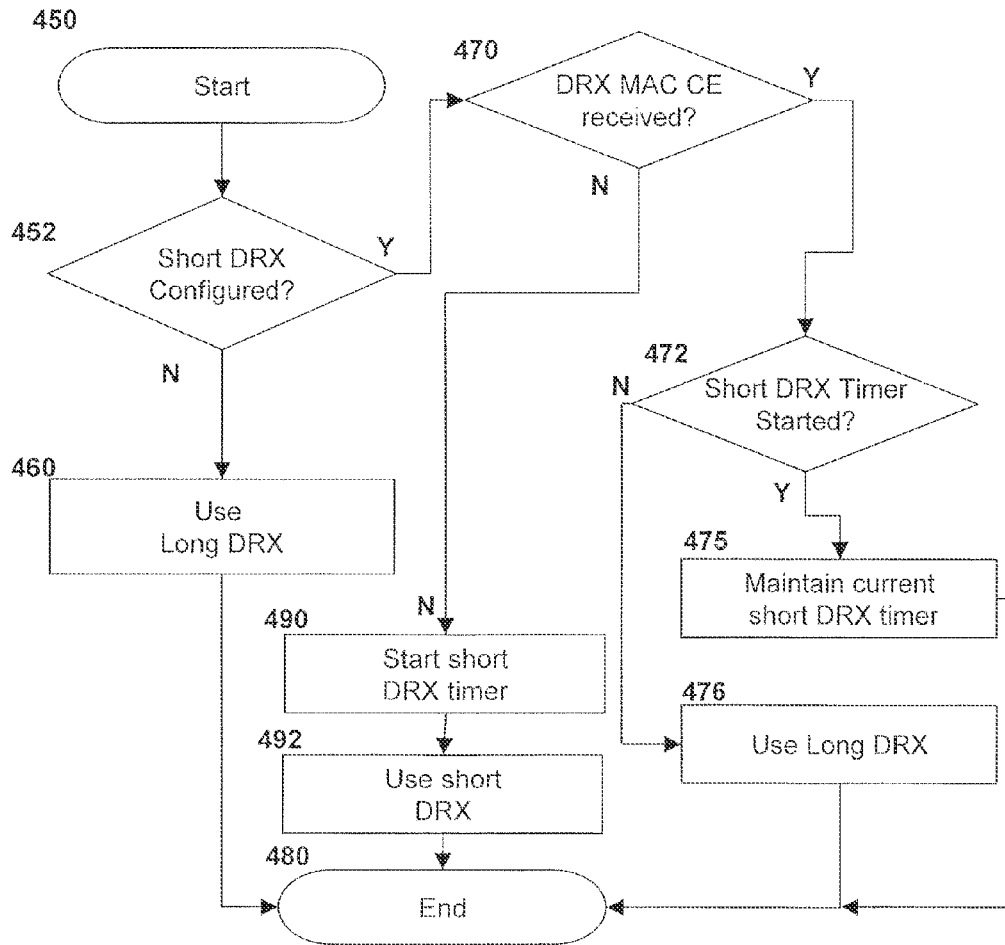 450
Start
470
DRX MAC CE
received?
Y
N
452
Short DRX
Configured?
Y
N
472
Short DRX Timer
Started?
N
Y
460
Use
Long DRX
475
Maintain current
short DRX timer
N
490
Start short
DRX timer
476
Use Long DRX
492
Use short
DRX
480
End